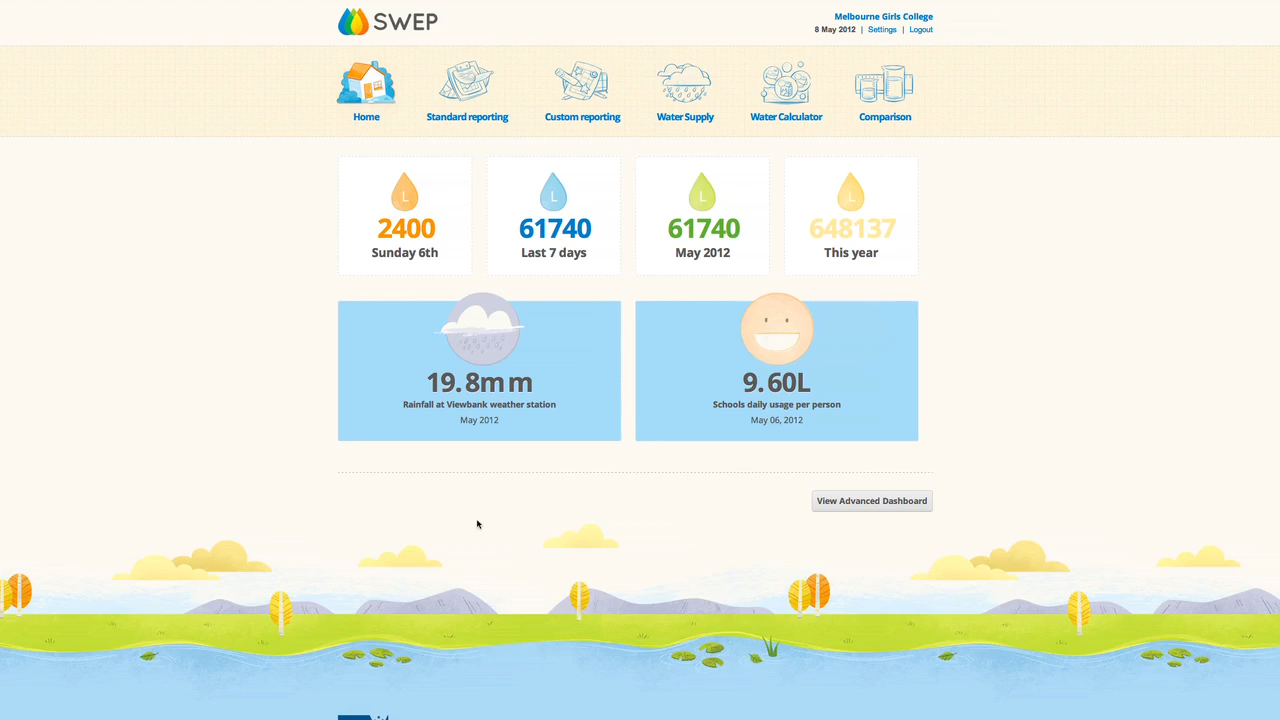 SWEP
Melbourne Girls College
8 May 2012 | Settings | Logout
Home
Standard reporting
Custom reporting
Water Supply
Water Calculator
Comparison
L
2400
Sunday 6th
L
61740
Last 7 days
L
61740
May 2012
L
648137
This year
19.8mm
Rainfall at Viewbank weather station
May 2012
9.60L
Schools daily usage per person
May 06, 2012
View Advanced Dashboard